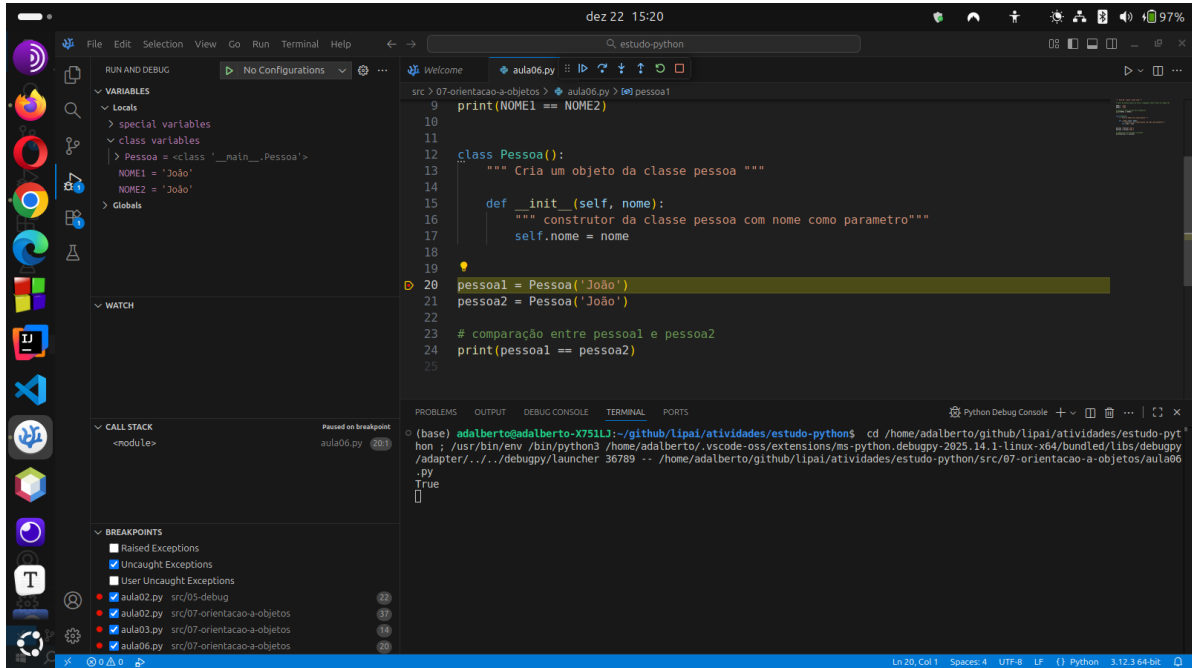 dez 22 15:20
97%
File Edit Selection View Go Run Terminal Help
estudo-python
RUN AND DEBUG
No Configurations
VARIABLES
Locals
special variables
class variables
Pessoa = <class '__main__.Pessoa'>
NOME1 = 'João'
NOME2 = 'João'
Globals
WATCH
CALL STACK
Paused on breakpoint
<module>
aula06.py 20:1
BREAKPOINTS
Raised Exceptions
Uncaught Exceptions
User Uncaught Exceptions
aula02.py src/05-debug 22
aula02.py src/07-orientacao-a-objetos 37
aula03.py src/07-orientacao-a-objetos 14
aula06.py src/07-orientacao-a-objetos 20
Welcome
aula06.py
src > 07-orientacao-a-objetos > aula06.py > pessoa1
9 print(NOME1 == NOME2)
10
11
12 class Pessoa():
13 """ Cria um objeto da classe pessoa """
14
15 def __init__(self, nome):
16 """ construtor da classe pessoa com nome como parametro"""
17 self.nome = nome
18
19
20 pessoa1 = Pessoa('João')
21 pessoa2 = Pessoa('João')
22
23 # comparação entre pessoa1 e pessoa2
24 print(pessoa1 == pessoa2)
25
PROBLEMS OUTPUT DEBUG CONSOLE TERMINAL PORTS
Python Debug Console
(base) adalberto@adalberto-X751LJ:~/github/lipai/atividades/estudo-python$ cd /home/adalberto/github/lipai/atividades/estudo-pyt
hon ; /usr/bin/env /bin/python3 /home/adalberto/.vscode-oss/extensions/ms-python.debugpy-2025.14.1-linux-x64/bundled/libs/debugpy
/adapter/../../debugpy/launcher 36789 -- /home/adalberto/github/lipai/atividades/estudo-python/src/07-orientacao-a-objetos/aula06
.py
True
0 0
Ln 20, Col 1 Spaces: 4 UTF-8 LF {} Python 3.12.3 64-bit